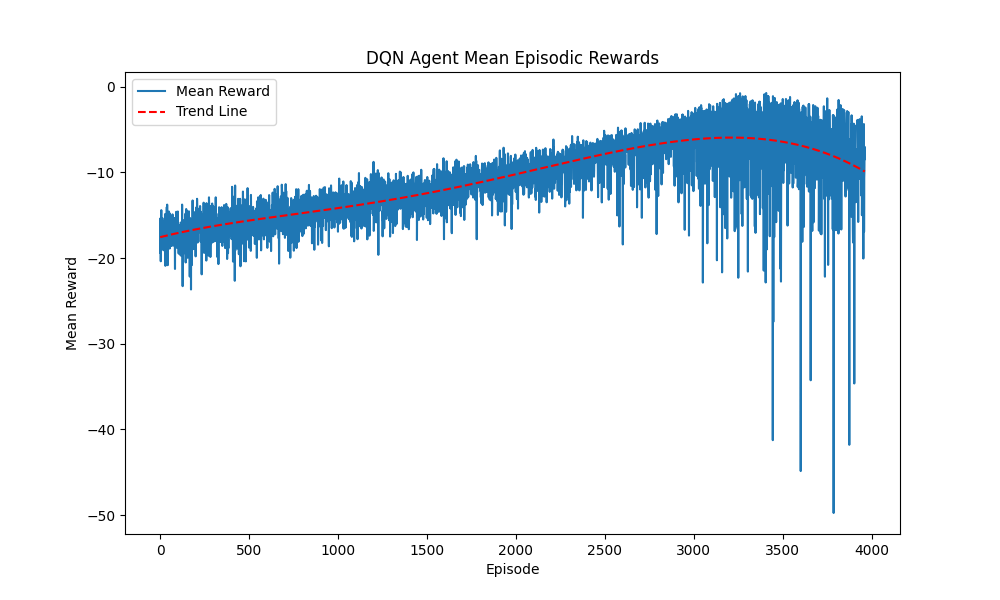 DQN Agent Mean Episodic Rewards
Mean Reward
Trend Line
Mean Reward
0
−10
−20
−30
−40
−50
0 500 1000 1500 2000 2500 3000 3500 4000
Episode